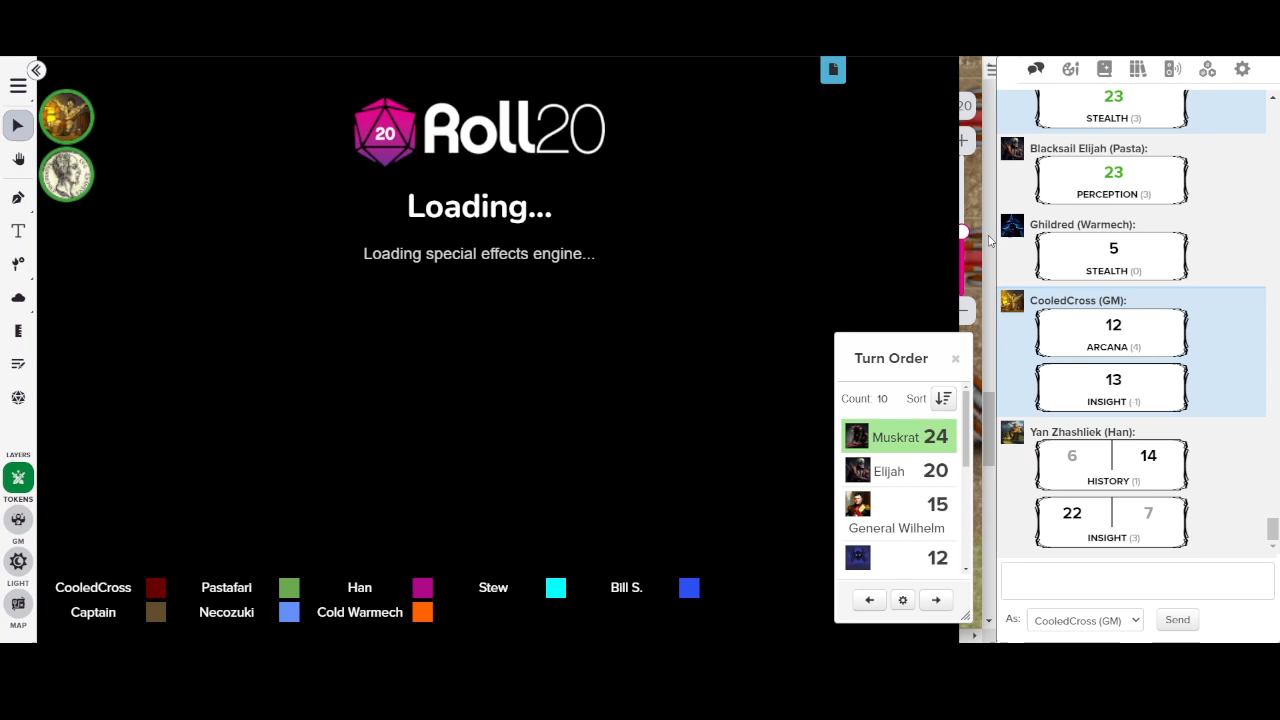 20
Roll20
Loading...
Loading special effects engine...
LAYERS
TOKENS
GM
LIGHT
MAP
CooledCross
Pastafari
Han
Stew
Bill S.
Captain
Necozuki
Cold Warmech
20
Turn Order
Count: 10 Sort
Muskrat 24
Elijah 20
15
General Wilhelm
12
23
STEALTH (3)
Blacksail Elijah (Pasta):
23
PERCEPTION (3)
Ghildred (Warmech):
5
STEALTH (0)
CooledCross (GM):
12
ARCANA (4)
13
INSIGHT (-1)
Yan Zhashliek (Han):
6 14
HISTORY (1)
22 7
INSIGHT (3)
As: CooledCross (GM) Send